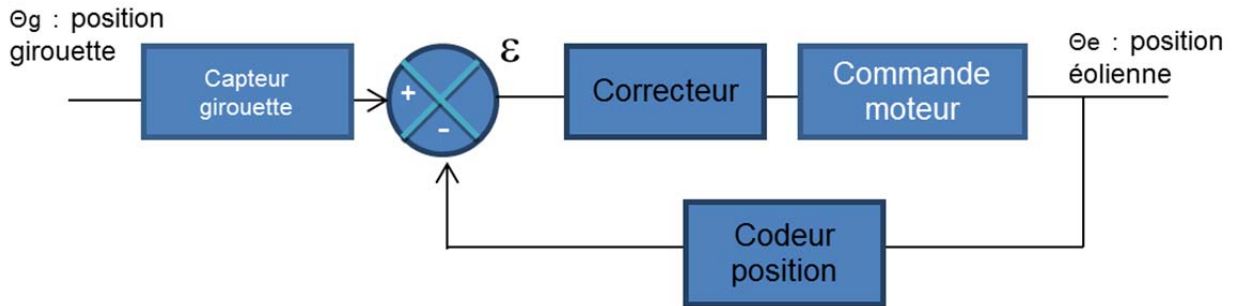 Θg : position
girouette
Capteur
girouette
+
-
ε
Correcteur
Commande
moteur
Θe : position
éolienne
Codeur
position